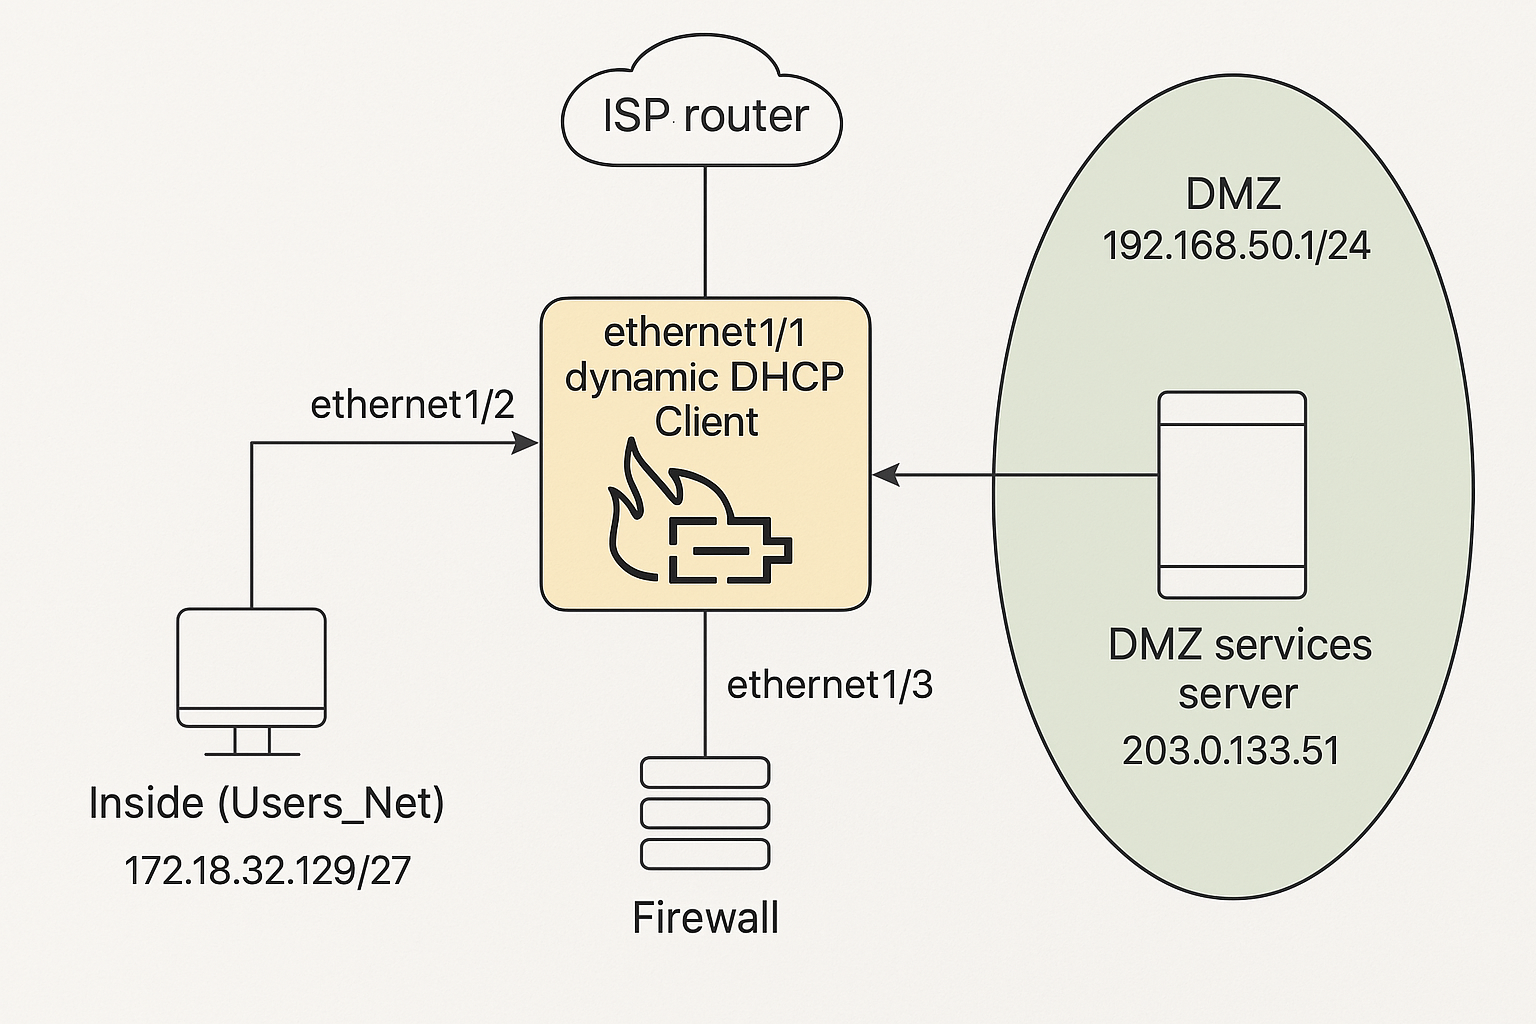 ISP router
DMZ
192.168.50.1/24
ethernet1/1
dynamic DHCP
Client
ethernet1/2
DMZ services
server
203.0.133.51
ethernet1/3
Inside (Users_Net)
172.18.32.129/27
Firewall